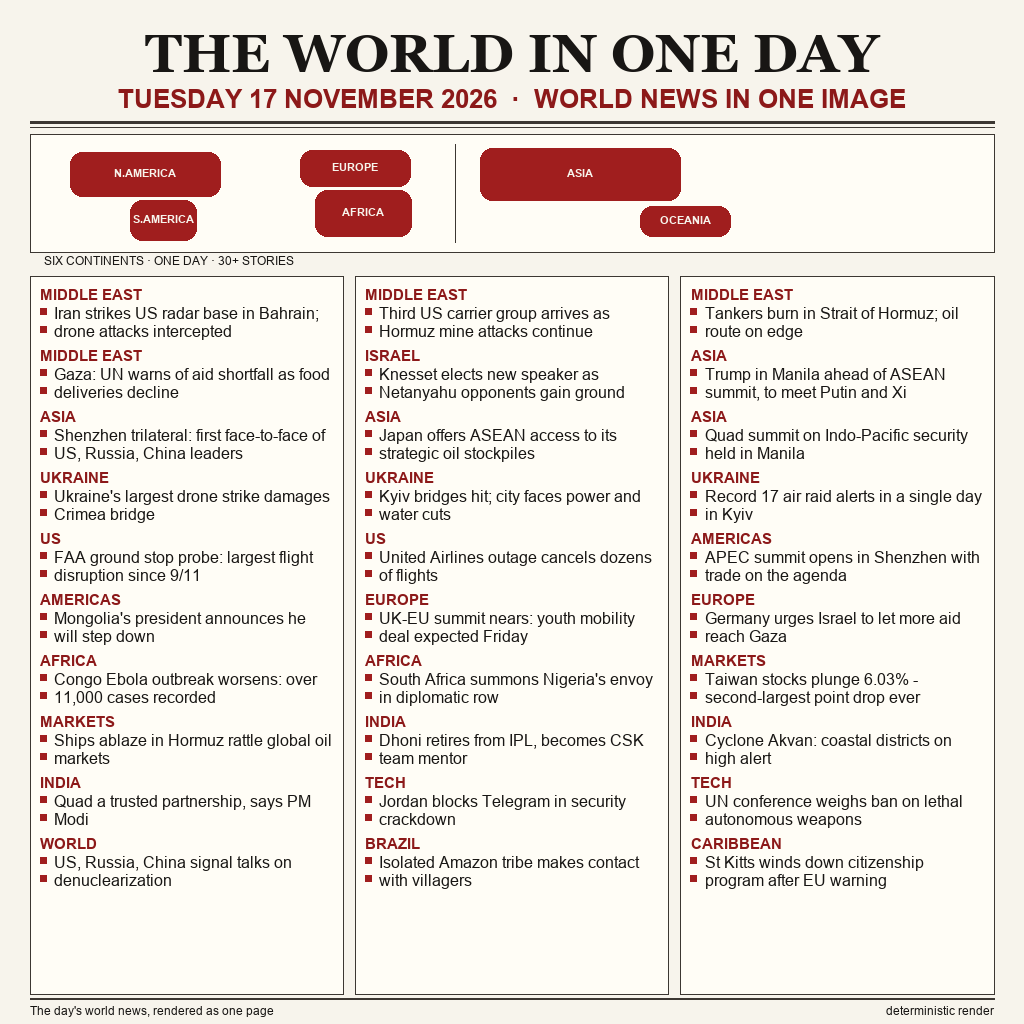 THE WORLD IN ONE DAY
TUESDAY 17 NOVEMBER 2026 · WORLD NEWS IN ONE IMAGE
N.AMERICA
S.AMERICA
EUROPE
AFRICA
ASIA
OCEANIA
SIX CONTINENTS · ONE DAY · 30+ STORIES
MIDDLE EAST
Iran strikes US radar base in Bahrain;
drone attacks intercepted
MIDDLE EAST
Gaza: UN warns of aid shortfall as food
deliveries decline
ASIA
Shenzhen trilateral: first face-to-face of
US, Russia, China leaders
UKRAINE
Ukraine's largest drone strike damages
Crimea bridge
US
FAA ground stop probe: largest flight
disruption since 9/11
AMERICAS
Mongolia's president announces he
will step down
AFRICA
Congo Ebola outbreak worsens: over
11,000 cases recorded
MARKETS
Ships ablaze in Hormuz rattle global oil
markets
INDIA
Quad a trusted partnership, says PM
Modi
WORLD
US, Russia, China signal talks on
denuclearization
MIDDLE EAST
Third US carrier group arrives as
Hormuz mine attacks continue
ISRAEL
Knesset elects new speaker as
Netanyahu opponents gain ground
ASIA
Japan offers ASEAN access to its
strategic oil stockpiles
UKRAINE
Kyiv bridges hit; city faces power and
water cuts
US
United Airlines outage cancels dozens
of flights
EUROPE
UK-EU summit nears: youth mobility
deal expected Friday
AFRICA
South Africa summons Nigeria's envoy
in diplomatic row
INDIA
Dhoni retires from IPL, becomes CSK
team mentor
TECH
Jordan blocks Telegram in security
crackdown
BRAZIL
Isolated Amazon tribe makes contact
with villagers
MIDDLE EAST
Tankers burn in Strait of Hormuz; oil
route on edge
ASIA
Trump in Manila ahead of ASEAN
summit, to meet Putin and Xi
ASIA
Quad summit on Indo-Pacific security
held in Manila
UKRAINE
Record 17 air raid alerts in a single day
in Kyiv
AMERICAS
APEC summit opens in Shenzhen with
trade on the agenda
EUROPE
Germany urges Israel to let more aid
reach Gaza
MARKETS
Taiwan stocks plunge 6.03% -
second-largest point drop ever
INDIA
Cyclone Akvan: coastal districts on
high alert
TECH
UN conference weighs ban on lethal
autonomous weapons
CARIBBEAN
St Kitts winds down citizenship
program after EU warning
The day's world news, rendered as one page
deterministic render